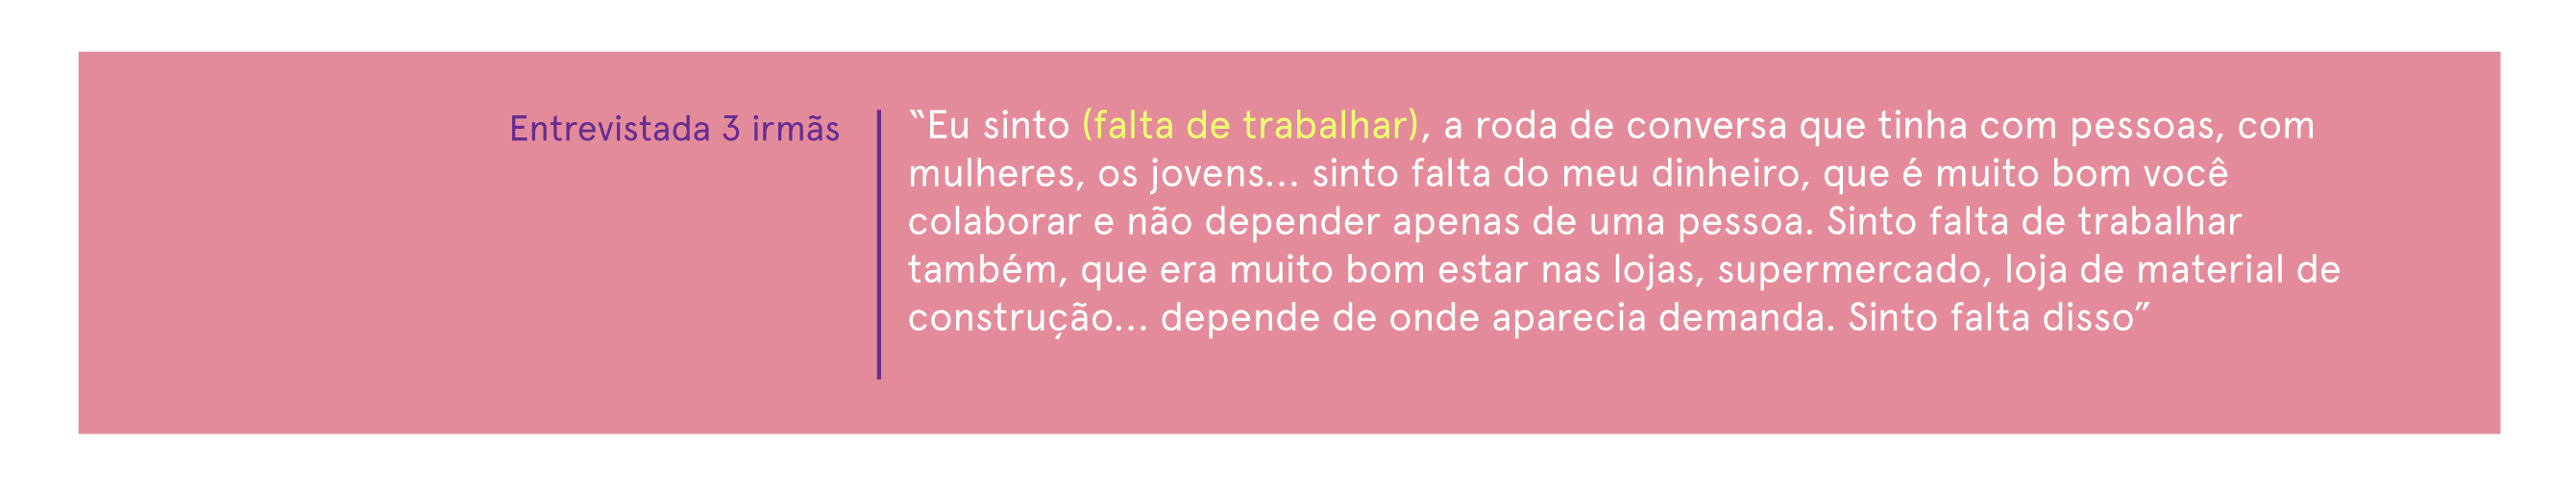 Entrevistada 3 irmãs
“Eu sinto (falta de trabalhar), a roda de conversa que tinha com pessoas, com
mulheres, os jovens... sinto falta do meu dinheiro, que é muito bom você
colaborar e não depender apenas de uma pessoa. Sinto falta de trabalhar
também, que era muito bom estar nas lojas, supermercado, loja de material de
construção... depende de onde aparecia demanda. Sinto falta disso”